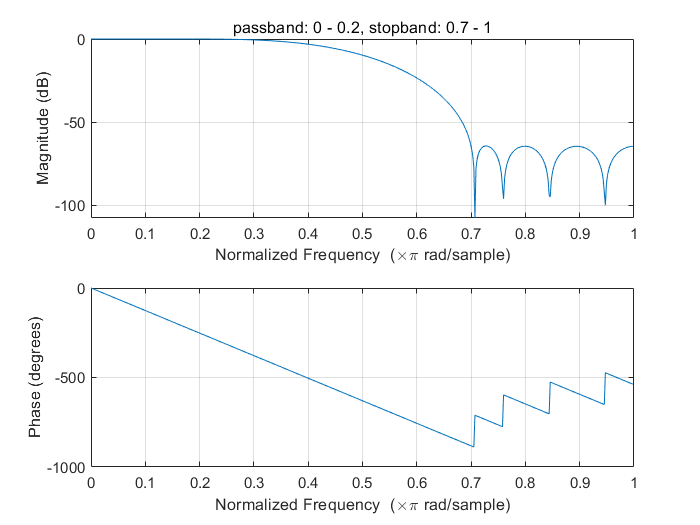 passband: 0 - 0.2, stopband: 0.7 - 1
Magnitude (dB)
0
-50
-100
0 0.1 0.2 0.3 0.4 0.5 0.6 0.7 0.8 0.9 1
Normalized Frequency (×π rad/sample)
Phase (degrees)
0
-500
-1000
0 0.1 0.2 0.3 0.4 0.5 0.6 0.7 0.8 0.9 1
Normalized Frequency (×π rad/sample)